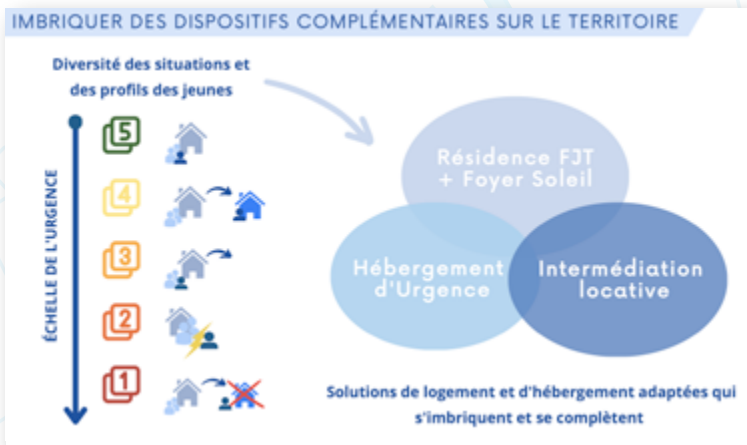 IMBRIQUER DES DISPOSITIFS COMPLÉMENTAIRES SUR LE TERRITOIRE
Diversité des situations et
des profils des jeunes
ÉCHELLE DE L'URGENCE
5
4
3
2
1
Résidence FJT
+ Foyer Soleil
Hébergement
d'Urgence
Intermédiation
locative
Solutions de logement et d'hébergement adaptées qui
s'imbriquent et se complètent